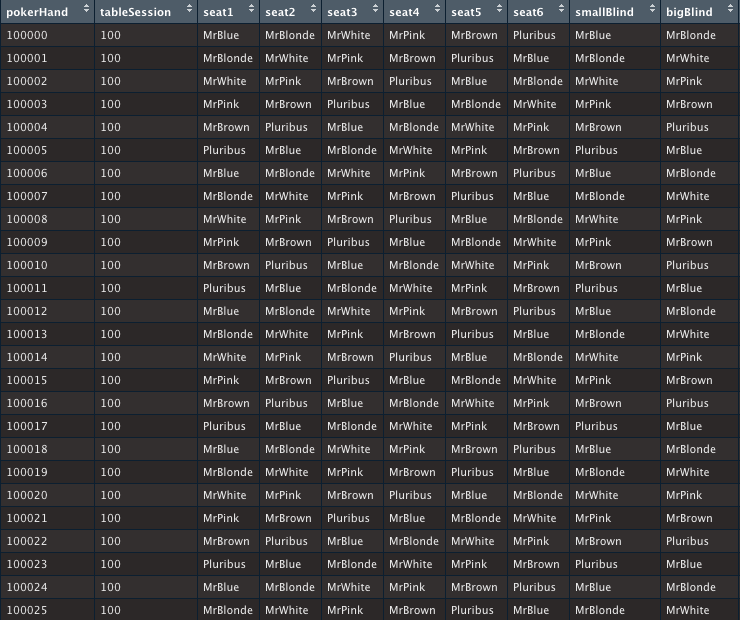 pokerHand tableSession seat1 seat2 seat3 seat4 seat5 seat6 smallBlind bigBlind
100000 100 MrBlue MrBlonde MrWhite MrPink MrBrown Pluribus MrBlue MrBlonde
100001 100 MrBlonde MrWhite MrPink MrBrown Pluribus MrBlue MrBlonde MrWhite
100002 100 MrWhite MrPink MrBrown Pluribus MrBlue MrBlonde MrWhite MrPink
100003 100 MrPink MrBrown Pluribus MrBlue MrBlonde MrWhite MrPink MrBrown
100004 100 MrBrown Pluribus MrBlue MrBlonde MrWhite MrPink MrBrown Pluribus
100005 100 Pluribus MrBlue MrBlonde MrWhite MrPink MrBrown Pluribus MrBlue
100006 100 MrBlue MrBlonde MrWhite MrPink MrBrown Pluribus MrBlue MrBlonde
100007 100 MrBlonde MrWhite MrPink MrBrown Pluribus MrBlue MrBlonde MrWhite
100008 100 MrWhite MrPink MrBrown Pluribus MrBlue MrBlonde MrWhite MrPink
100009 100 MrPink MrBrown Pluribus MrBlue MrBlonde MrWhite MrPink MrBrown
100010 100 MrBrown Pluribus MrBlue MrBlonde MrWhite MrPink MrBrown Pluribus
100011 100 Pluribus MrBlue MrBlonde MrWhite MrPink MrBrown Pluribus MrBlue
100012 100 MrBlue MrBlonde MrWhite MrPink MrBrown Pluribus MrBlue MrBlonde
100013 100 MrBlonde MrWhite MrPink MrBrown Pluribus MrBlue MrBlonde MrWhite
100014 100 MrWhite MrPink MrBrown Pluribus MrBlue MrBlonde MrWhite MrPink
100015 100 MrPink MrBrown Pluribus MrBlue MrBlonde MrWhite MrPink MrBrown
100016 100 MrBrown Pluribus MrBlue MrBlonde MrWhite MrPink MrBrown Pluribus
100017 100 Pluribus MrBlue MrBlonde MrWhite MrPink MrBrown Pluribus MrBlue
100018 100 MrBlue MrBlonde MrWhite MrPink MrBrown Pluribus MrBlue MrBlonde
100019 100 MrBlonde MrWhite MrPink MrBrown Pluribus MrBlue MrBlonde MrWhite
100020 100 MrWhite MrPink MrBrown Pluribus MrBlue MrBlonde MrWhite MrPink
100021 100 MrPink MrBrown Pluribus MrBlue MrBlonde MrWhite MrPink MrBrown
100022 100 MrBrown Pluribus MrBlue MrBlonde MrWhite MrPink MrBrown Pluribus
100023 100 Pluribus MrBlue MrBlonde MrWhite MrPink MrBrown Pluribus MrBlue
100024 100 MrBlue MrBlonde MrWhite MrPink MrBrown Pluribus MrBlue MrBlonde
100025 100 MrBlonde MrWhite MrPink MrBrown Pluribus MrBlue MrBlonde MrWhite